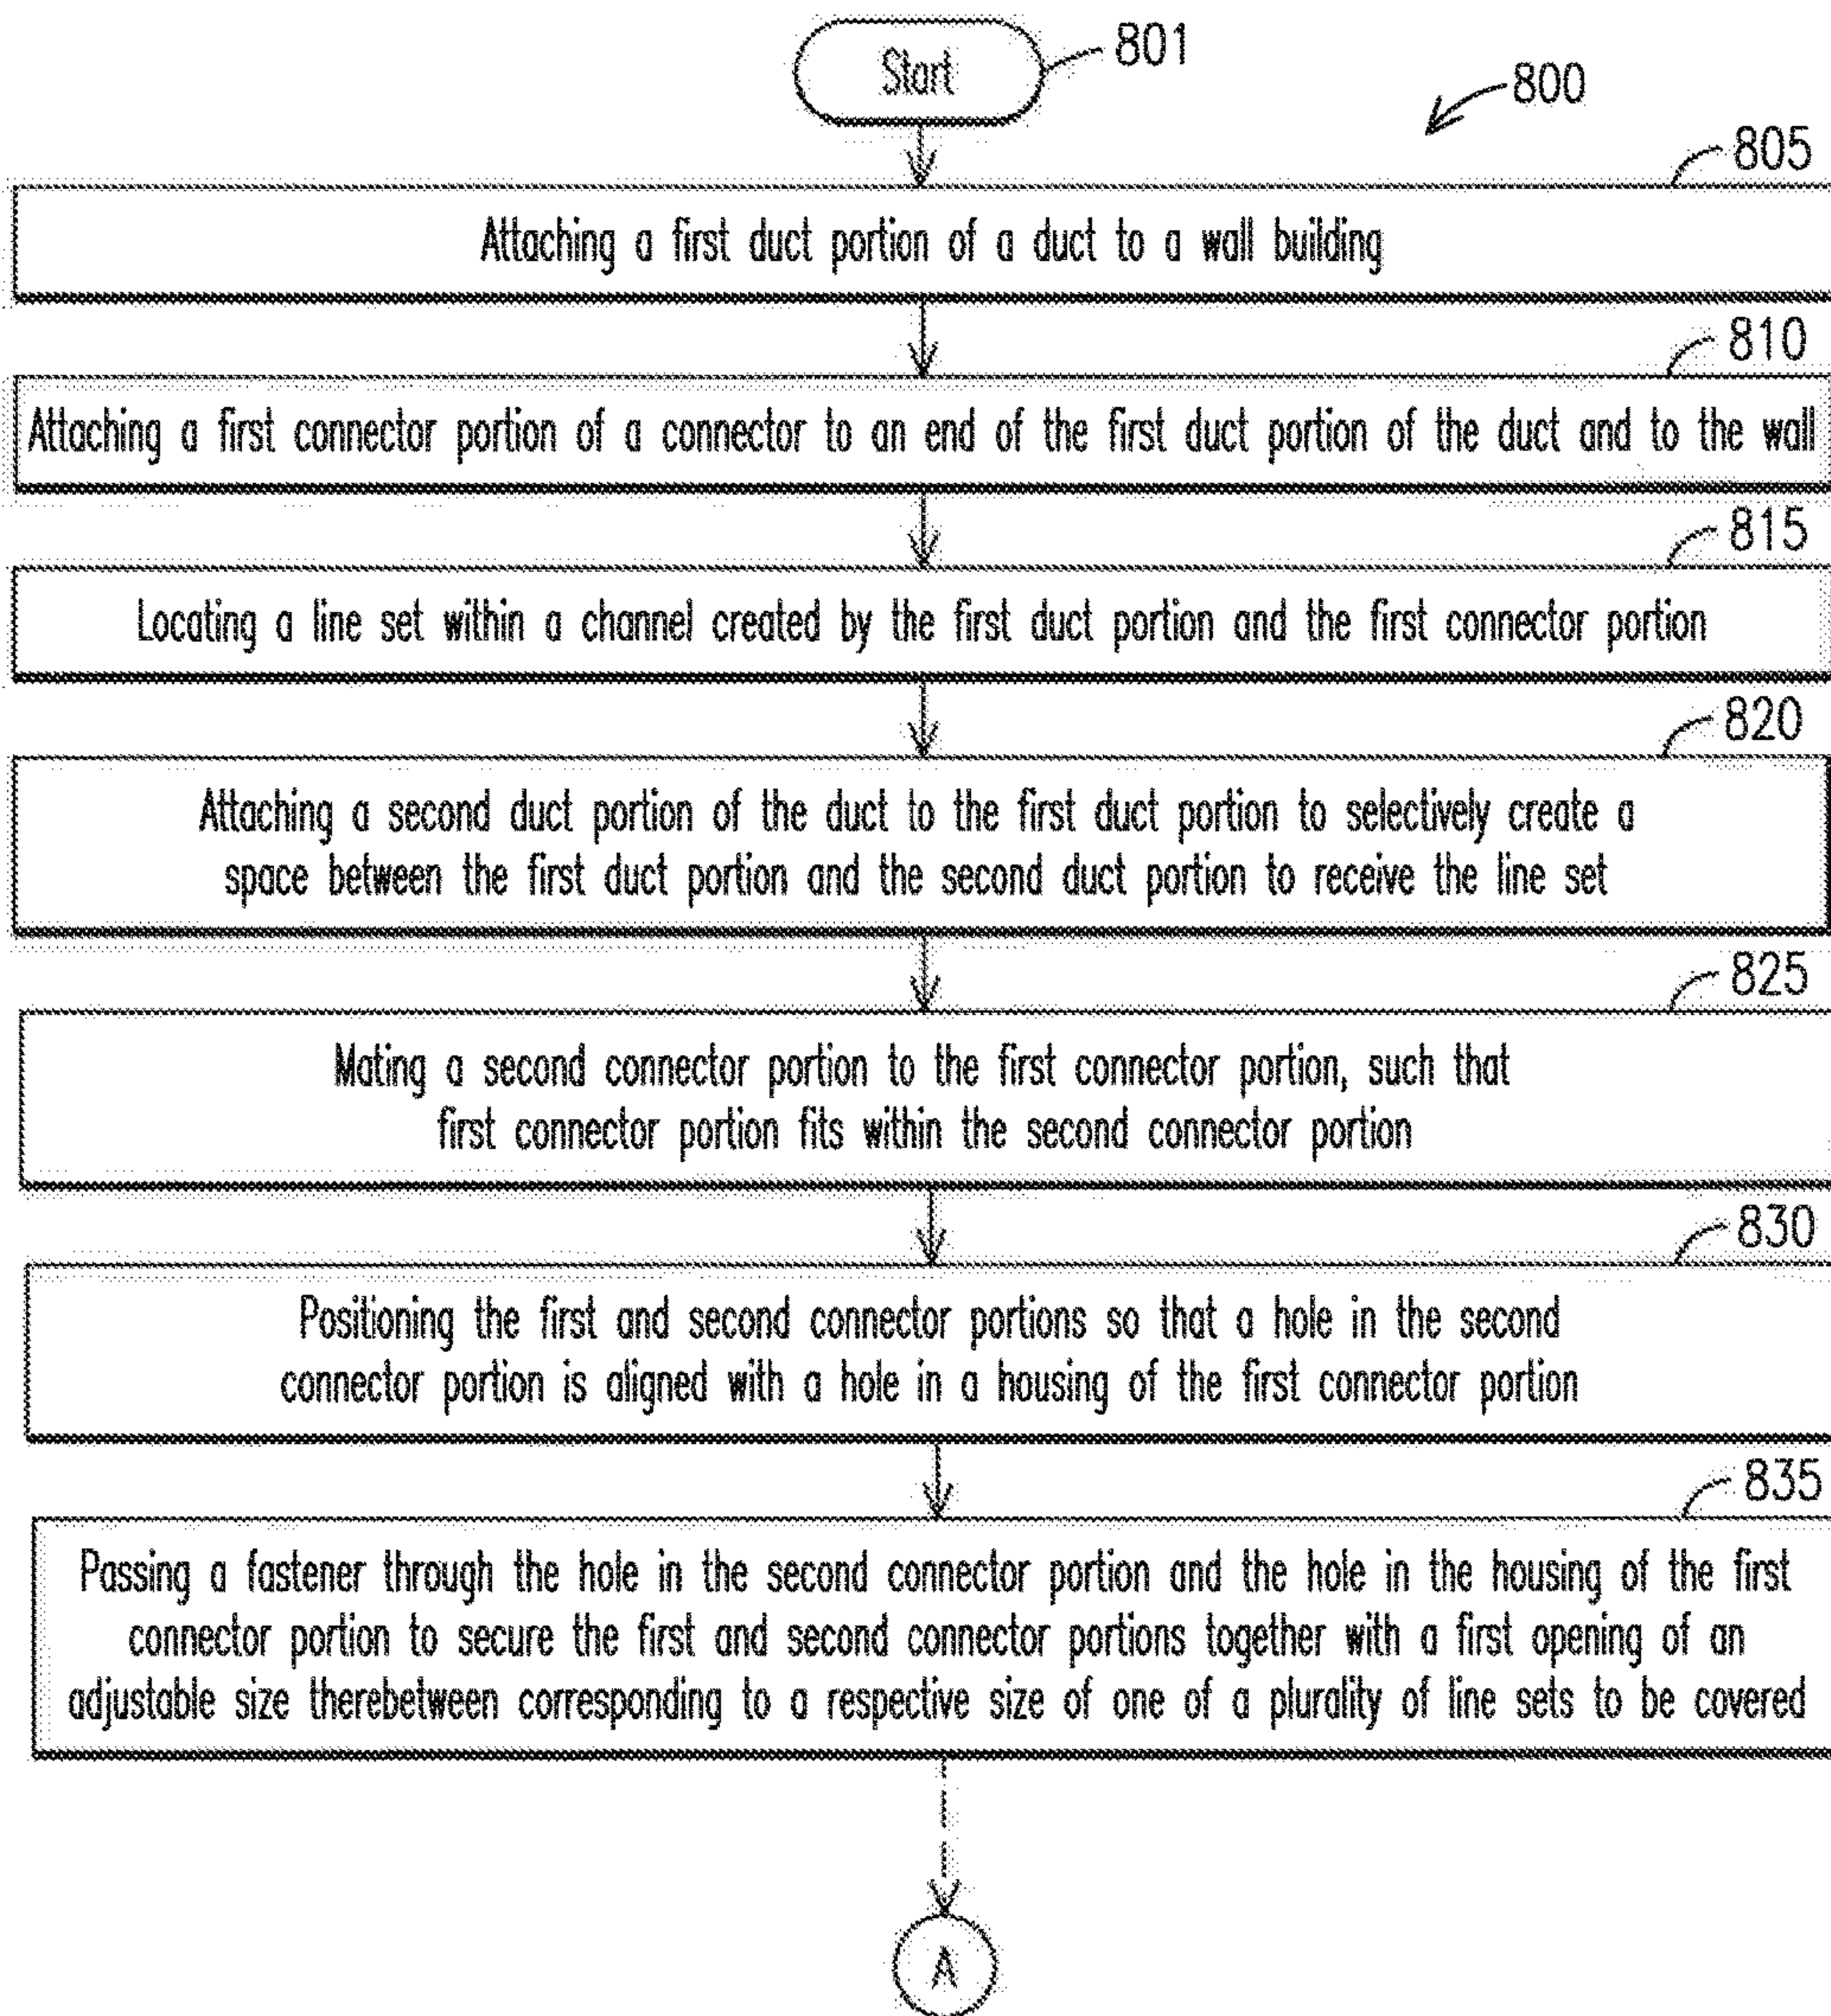 Start
801
800
805
Attaching a first duct portion of a duct to a wall building
810
Attaching a first connector portion of a connector to an end of the first duct portion of the duct and to the wall
815
Locating a line set within a channel created by the first duct portion and the first connector portion
820
Attaching a second duct portion of the duct to the first duct portion to selectively create a
space between the first duct portion and the second duct portion to receive the line set
825
Mating a second connector portion to the first connector portion, such that
first connector portion fits within the second connector portion
830
Positioning the first and second connector portions so that a hole in the second
connector portion is aligned with a hole in a housing of the first connector portion
835
Passing a fastener through the hole in the second connector portion and the hole in the housing of the first
connector portion to secure the first and second connector portions together with a first opening of an
adjustable size therebetween corresponding to a respective size of one of a plurality of line sets to be covered
A